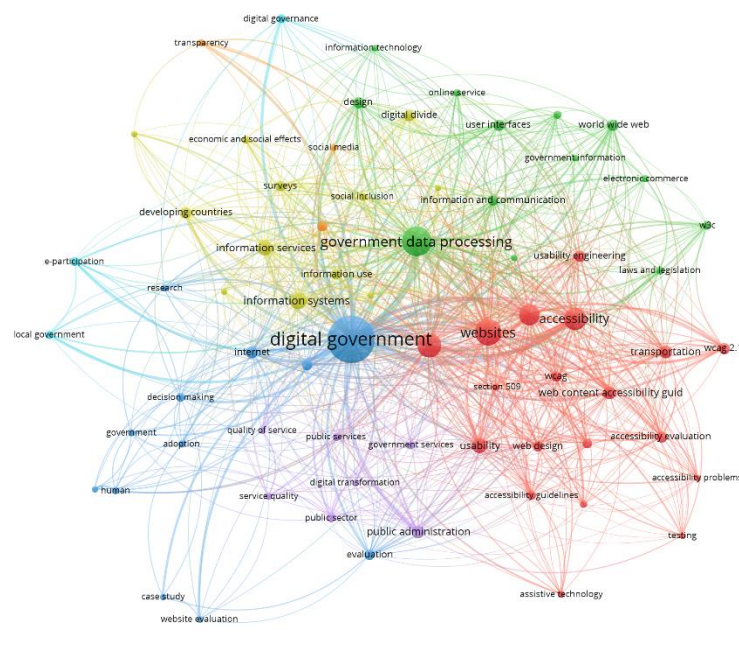 digital governance
transparency
information technology
online service
design
digital divide
user interfaces
world wide web
economic and social effects
social media
government information
electronic commerce
surveys
social inclusion
information and communication
developing countries
w3c
government data processing
information services
usability engineering
e-participation
information use
laws and legislation
research
information systems
accessibility
local government
digital government
websites
internet
transportation
wcag 2.1
wcag
section 509
web content accessibility guid
decision making
quality of service
public services
government services
government
adoption
usability
web design
accessibility evaluation
accessibility problems
digital transformation
human
service quality
accessibility guidelines
public sector
public administration
testing
evaluation
case study
assistive technology
website evaluation